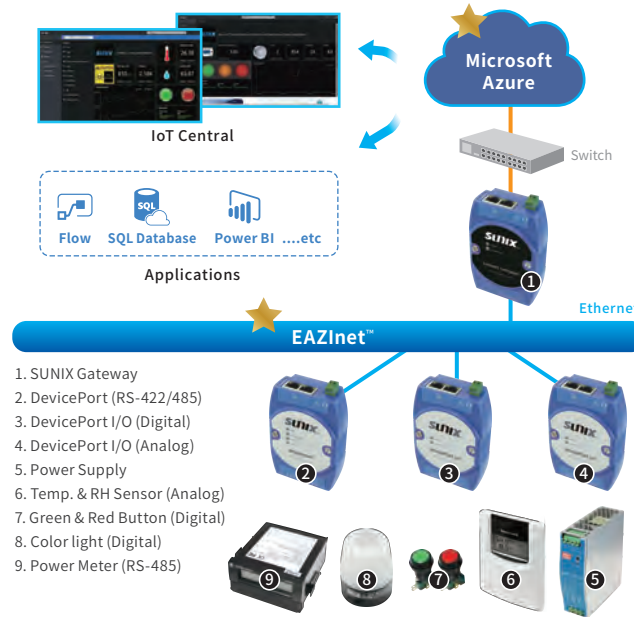 Microsoft
Azure
IoT Central
Switch
SQL
Flow
SQL Database
Power BI
....etc
Applications
SUNIX
1
Etherne
EAZInet™
1. SUNIX Gateway
2. DevicePort (RS-422/485)
3. DevicePort I/O (Digital)
4. DevicePort I/O (Analog)
5. Power Supply
6. Temp. & RH Sensor (Analog)
7. Green & Red Button (Digital)
8. Color light (Digital)
9. Power Meter (RS-485)
SUNIX
SUNIX
SUNIX
2
3
4
9
8
7
6
5